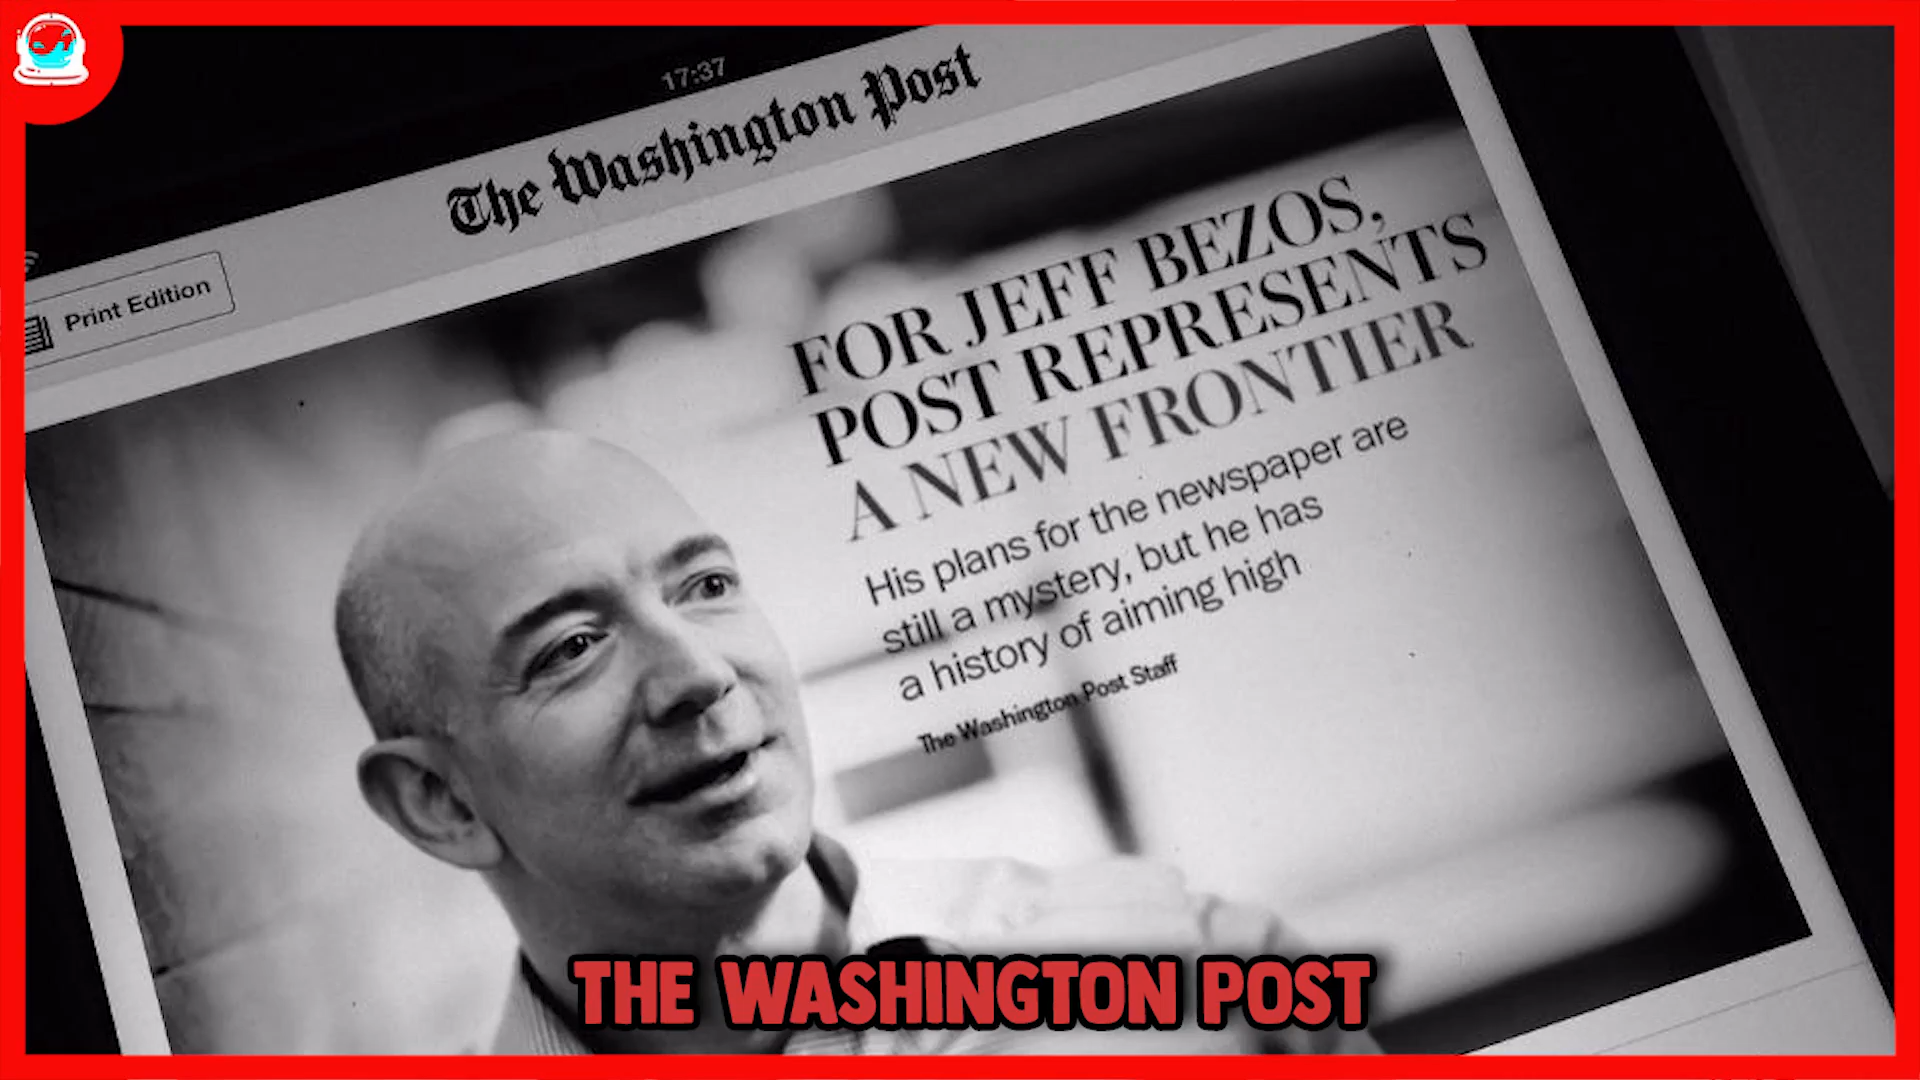 17:37
The Washington Post
Print Edition
FOR JEFF BEZOS,
POST REPRESENTS
A NEW FRONTIER
His plans for the newspaper are
still a mystery, but he has
a history of aiming high
The Washington Post Staff
THE WASHINGTON POST